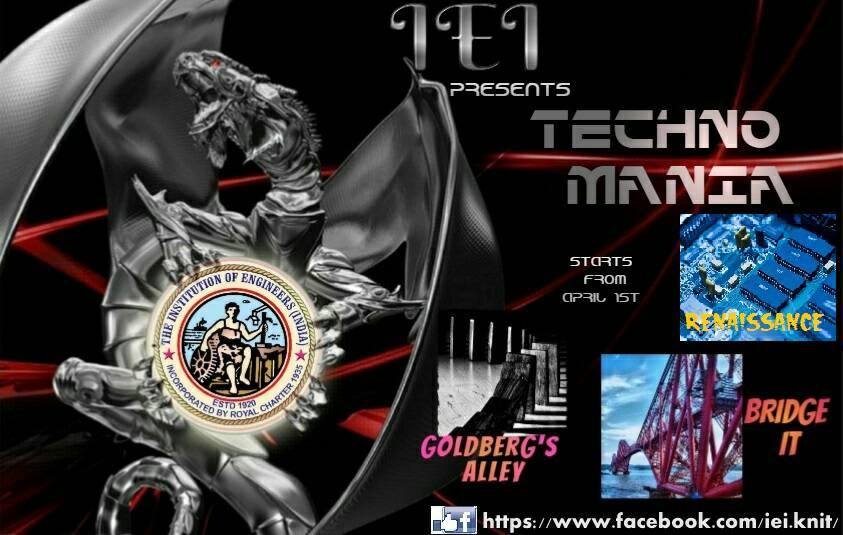 IEI
PRESENTS
TECHNO
MANIA
STARTS
FROM
APRIL 1ST
RENAISSANCE
THE INSTITUTION OF ENGINEERS (INDIA)
ESTD 1920
INCORPORATED BY ROYAL CHARTER 1935
GOLDBERG'S
ALLEY
BRIDGE
IT
https://www.facebook.com/iei.knit/